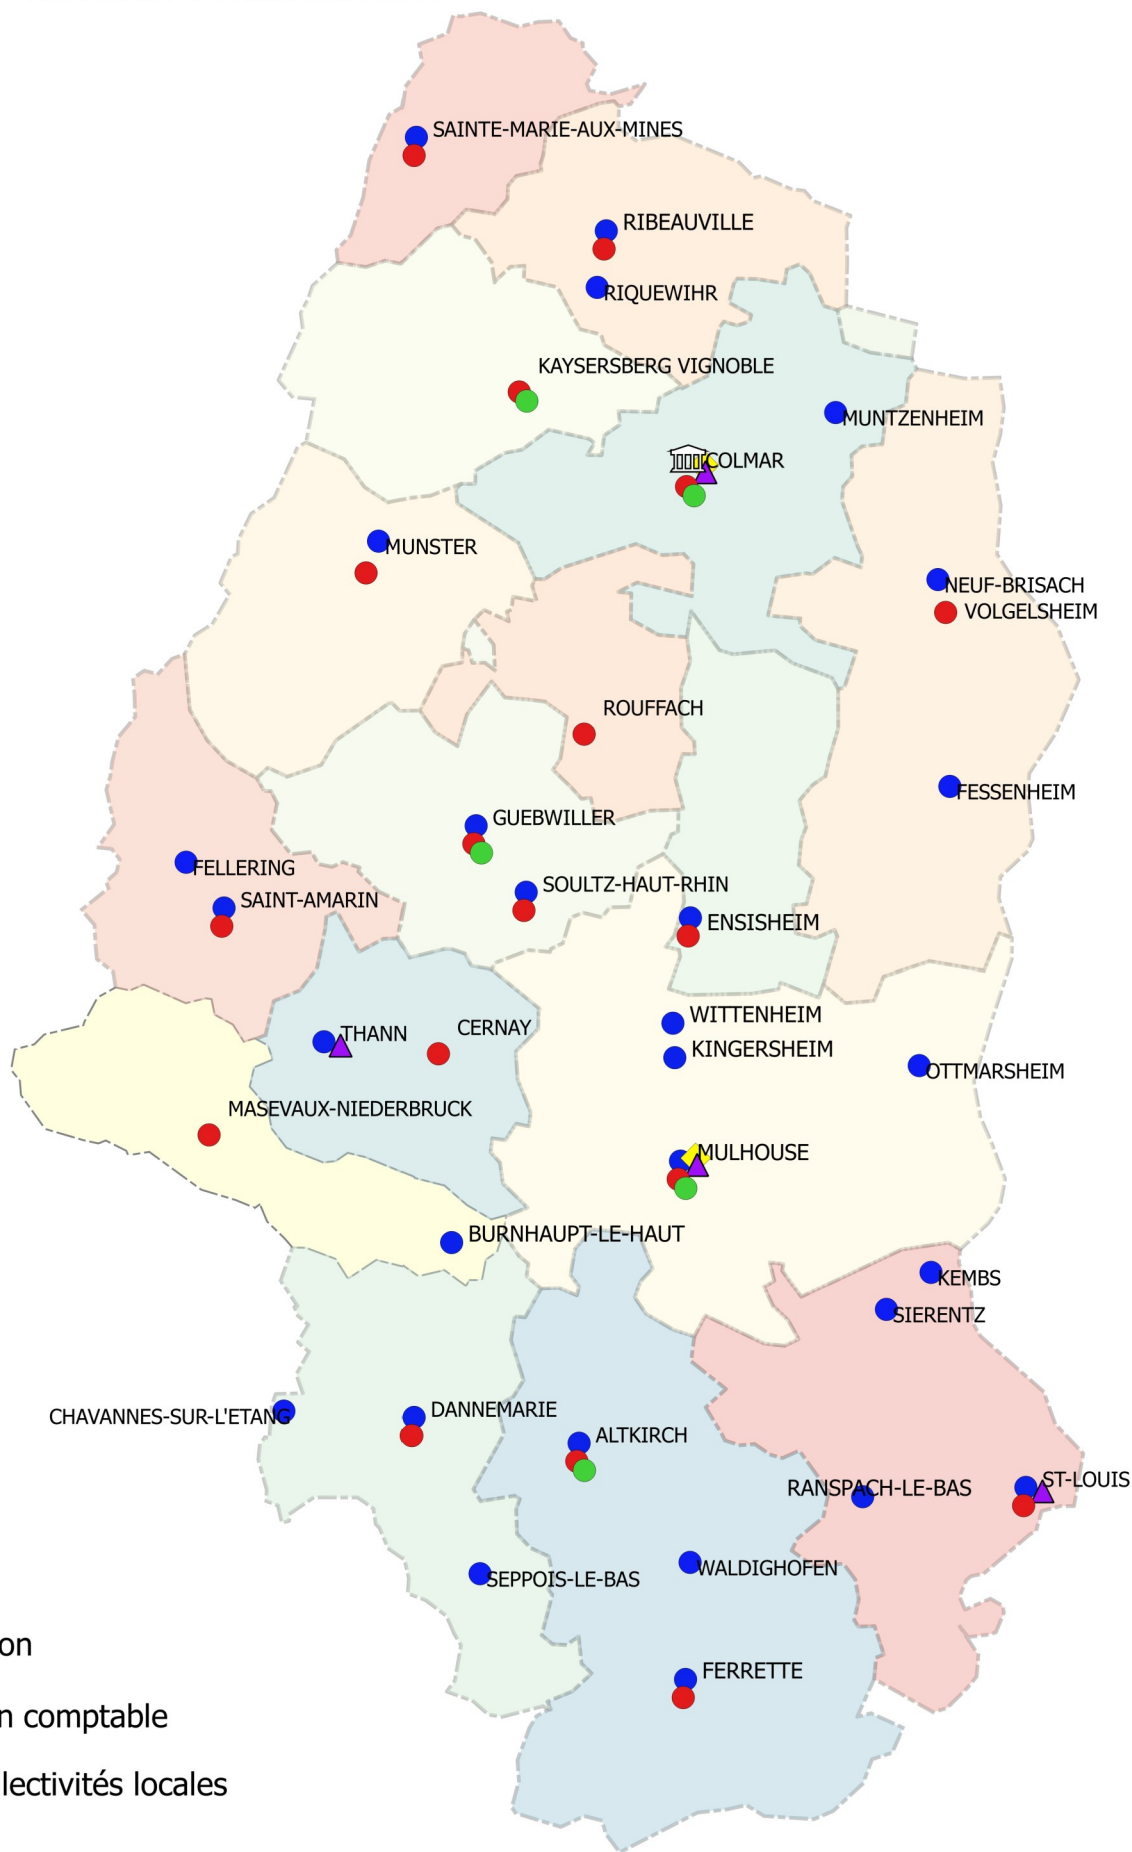 SAINTE-MARIE-AUX-MINES
RIBEAUVILLE
RIQUEWIHR
KAYSERSBERG VIGNOBLE
MUNTZENHEIM
COLMAR
MUNSTER
NEUF-BRISACH
VOLGELSHEIM
ROUFFACH
FESSENHEIM
GUEBWILLER
FELLERING
SOULTZ-HAUT-RHIN
SAINT-AMARIN
ENSISHEIM
WITTENHEIM
CERNAY
THANN
KINGERSHEIM
OTTMARSHEIM
MASEVAUX-NIEDERBRUCK
MULHOUSE
BURNHAUPT-LE-HAUT
KEMBS
SIERENTZ
CHAVANNES-SUR-L'ETANG
DANNEMARIE
ALTKIRCH
ST-LOUIS
RANSPACH-LE-BAS
WALDIGHOFEN
SEPPOIS-LE-BAS
on
FERRETTE
n comptable
lectivités locales